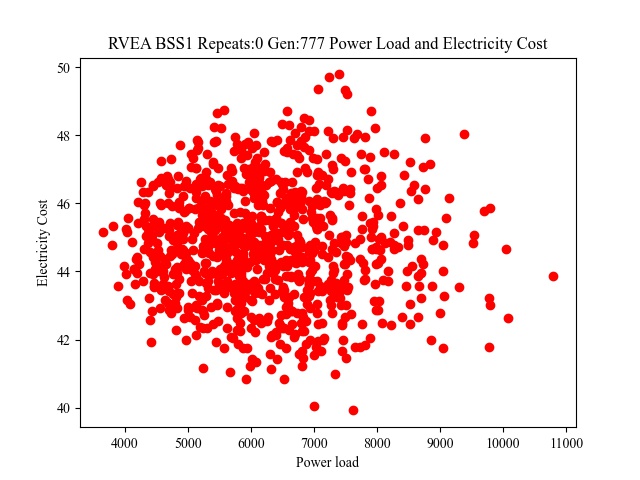 RVEA BSS1 Repeats:0 Gen:777 Power Load and Electricity Cost
50
48
46
44
42
40
Electricity Cost
4000 5000 6000 7000 8000 9000 10000 11000
Power load